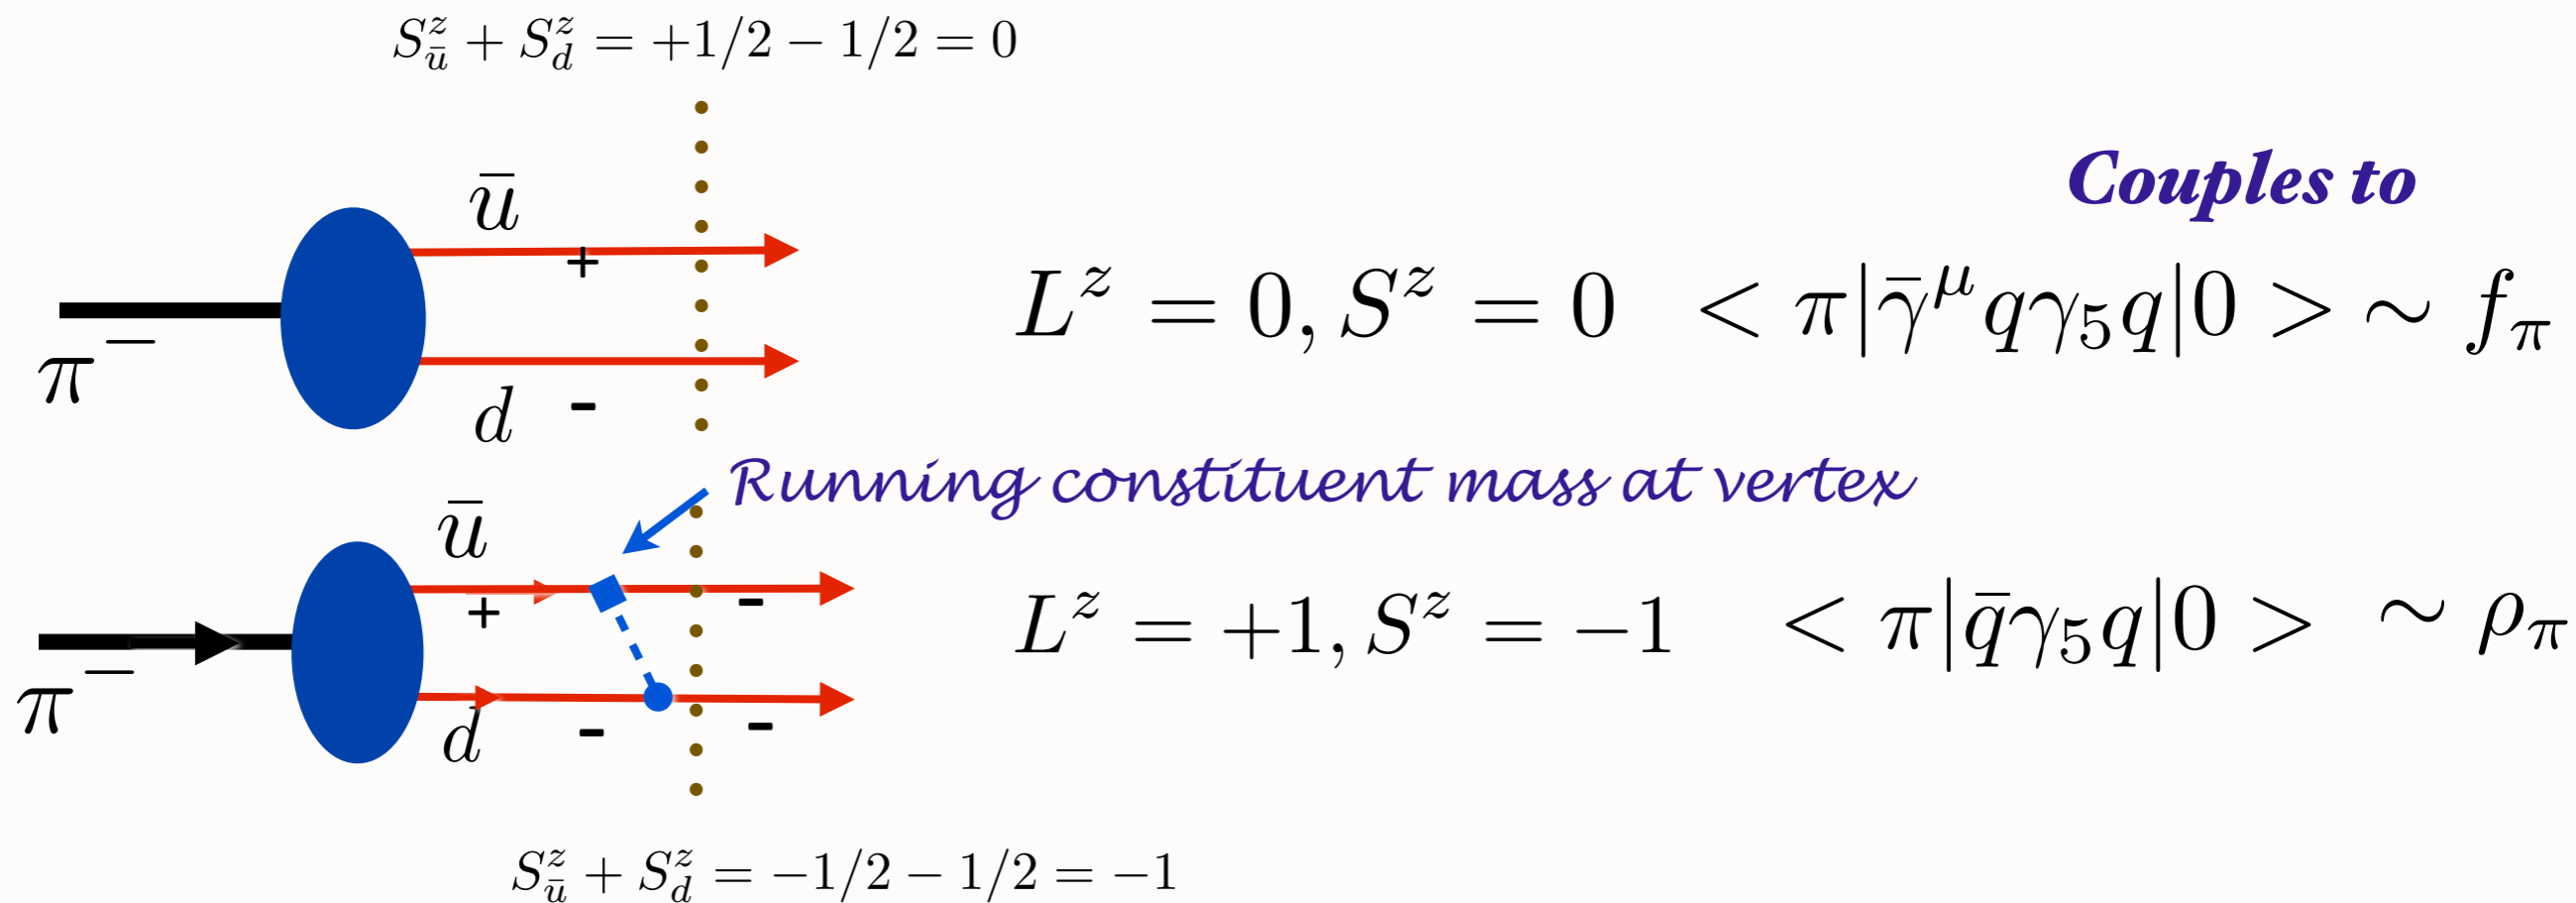 $S^z_{\bar{u}} + S^z_d = +1/2 - 1/2 = 0$
Couples to
$\bar{u}$
+
$\pi^-$
$d$ -
$L^z = 0, S^z = 0$ $< \pi|\bar{\gamma}^\mu q\gamma_5 q|0 > \sim f_\pi$
Running constituent mass at vertex
$\bar{u}$
+ -
$\pi^-$
$d$ - -
$L^z = +1, S^z = -1$ $< \pi|\bar{q}\gamma_5 q|0 > \sim \rho_\pi$
$S^z_{\bar{u}} + S^z_d = -1/2 - 1/2 = -1$